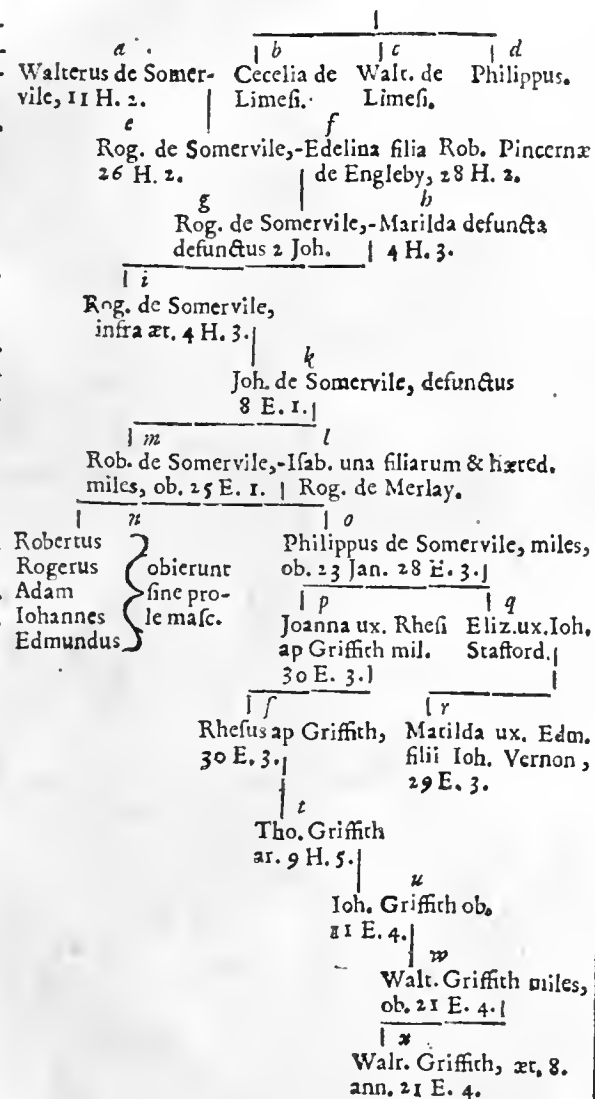 a b c d
Walterus de Somer- Cecelia de Walt. de Philippus.
vile, 11 H. 2. Limeſi. Limeſi.
e f
Rog. de Somervile,-Edelina filia Rob. Pincernæ
26 H. 2. de Engleby, 28 H. 2.
g h
Rog. de Somervile,-Marilda defuncta
defunctus 2 Joh. 4 H. 3.
i
Rog. de Somervile,
infra æt. 4 H. 3.
k
Joh. de Somervile, defunctus
8 E. 1.
m l
Rob. de Somervile,-Iſab. una filiarum & hæred.
miles, ob. 25 E. 1. Rog. de Merlay.
n o
Robertus
Rogerus
Adam
Iohannes
Edmundus
obierunt
ſine pro-
le maſc.
Philippus de Somervile, miles,
ob. 23 Jan. 28 E. 3.
p q
Joanna ux. Rheſi Eliz. ux. Ioh.
ap Griffith mil. Stafford.
30 E. 3.
ſ r
Rheſus ap Griffith, Matilda ux. Edm.
30 E. 3. filii Ioh. Vernon,
29 E. 3.
t
Tho. Griffith
ar. 9 H. 5.
u
Ioh. Griffith ob.
11 E. 4.
w
Walt. Griffith miles,
ob. 21 E. 4.
x
Walt. Griffith, æt. 8.
ann. 21 E. 4.